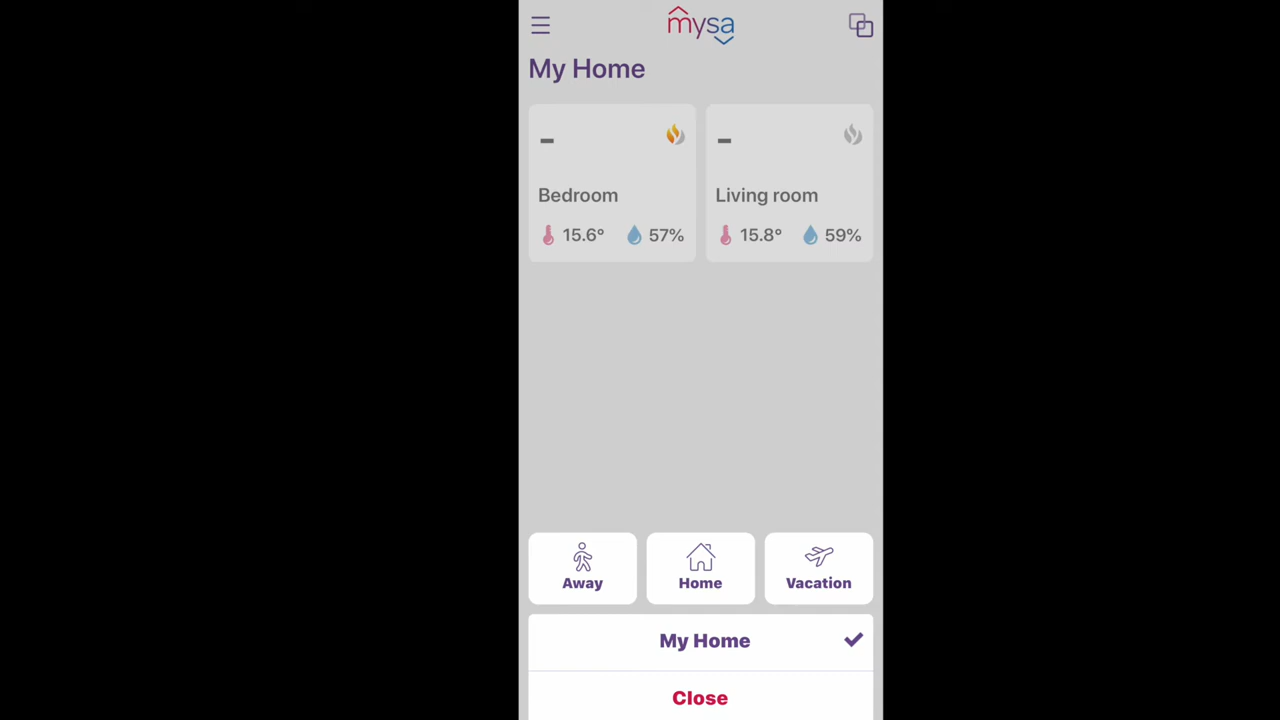 mysa
My Home
- -
Bedroom Living room
15.6° 57% 15.8° 59%
Away Home Vacation
My Home
Close